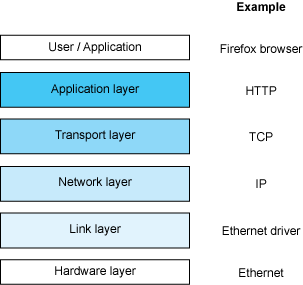 Example
User / Application Firefox browser
Application layer HTTP
Transport layer TCP
Network layer IP
Link layer Ethernet driver
Hardware layer Ethernet